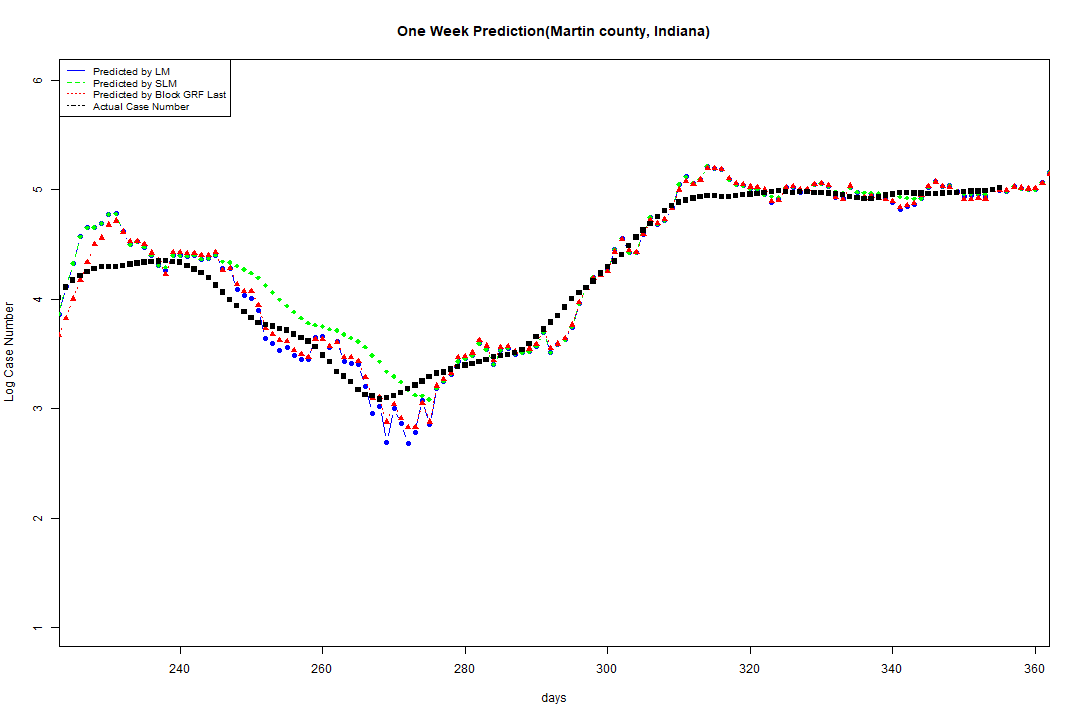 One Week Prediction(Martin county, Indiana)
Predicted by LM
Predicted by SLM
Predicted by Block GRF Last
Actual Case Number
6
5
4
3
2
1
Log Case Number
240 260 280 300 320 340 360
days